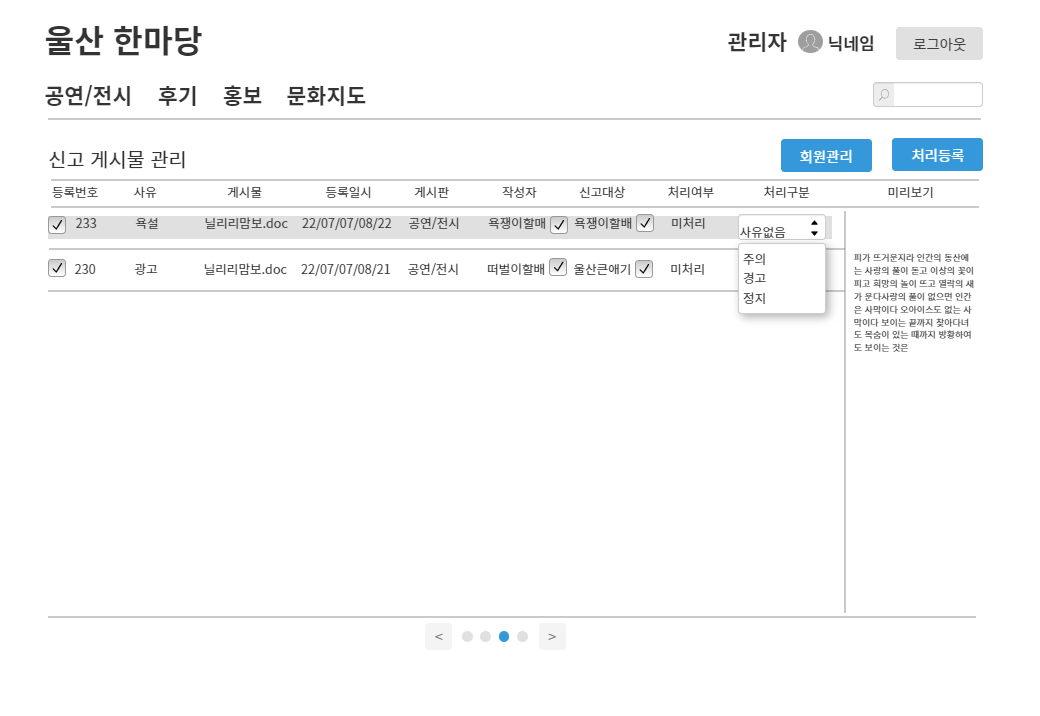 울산 한마당
관리자 닉네임 로그아웃
공연/전시 후기 홍보 문화지도
신고 게시물 관리 회원관리 처리등록
등록번호 사유 게시물 등록일시 게시판 작성자 신고대상 처리여부 처리구분 미리보기
233 욕설 닐리리맘보.doc 22/07/07/08/22 공연/전시 욕쟁이할매 욕쟁이할배 미처리 사유없음
230 광고 닐리리맘보.doc 22/07/07/08/21 공연/전시 떠벌이할배 울산큰애기 미처리
주의
경고
정지
피가 뜨거운지라 인간의 동산에
는 사랑의 풀이 돋고 이상의 꽃이
피고 희망의 놀이 뜨고 열락의 새
가 운다사랑의 풀이 없으면 인간
은 사막이다 오아이스도 없는 사
막이다 보이는 끝까지 찾아다녀
도 목숨이 있는 때까지 방황하여
도 보이는 것은
< >